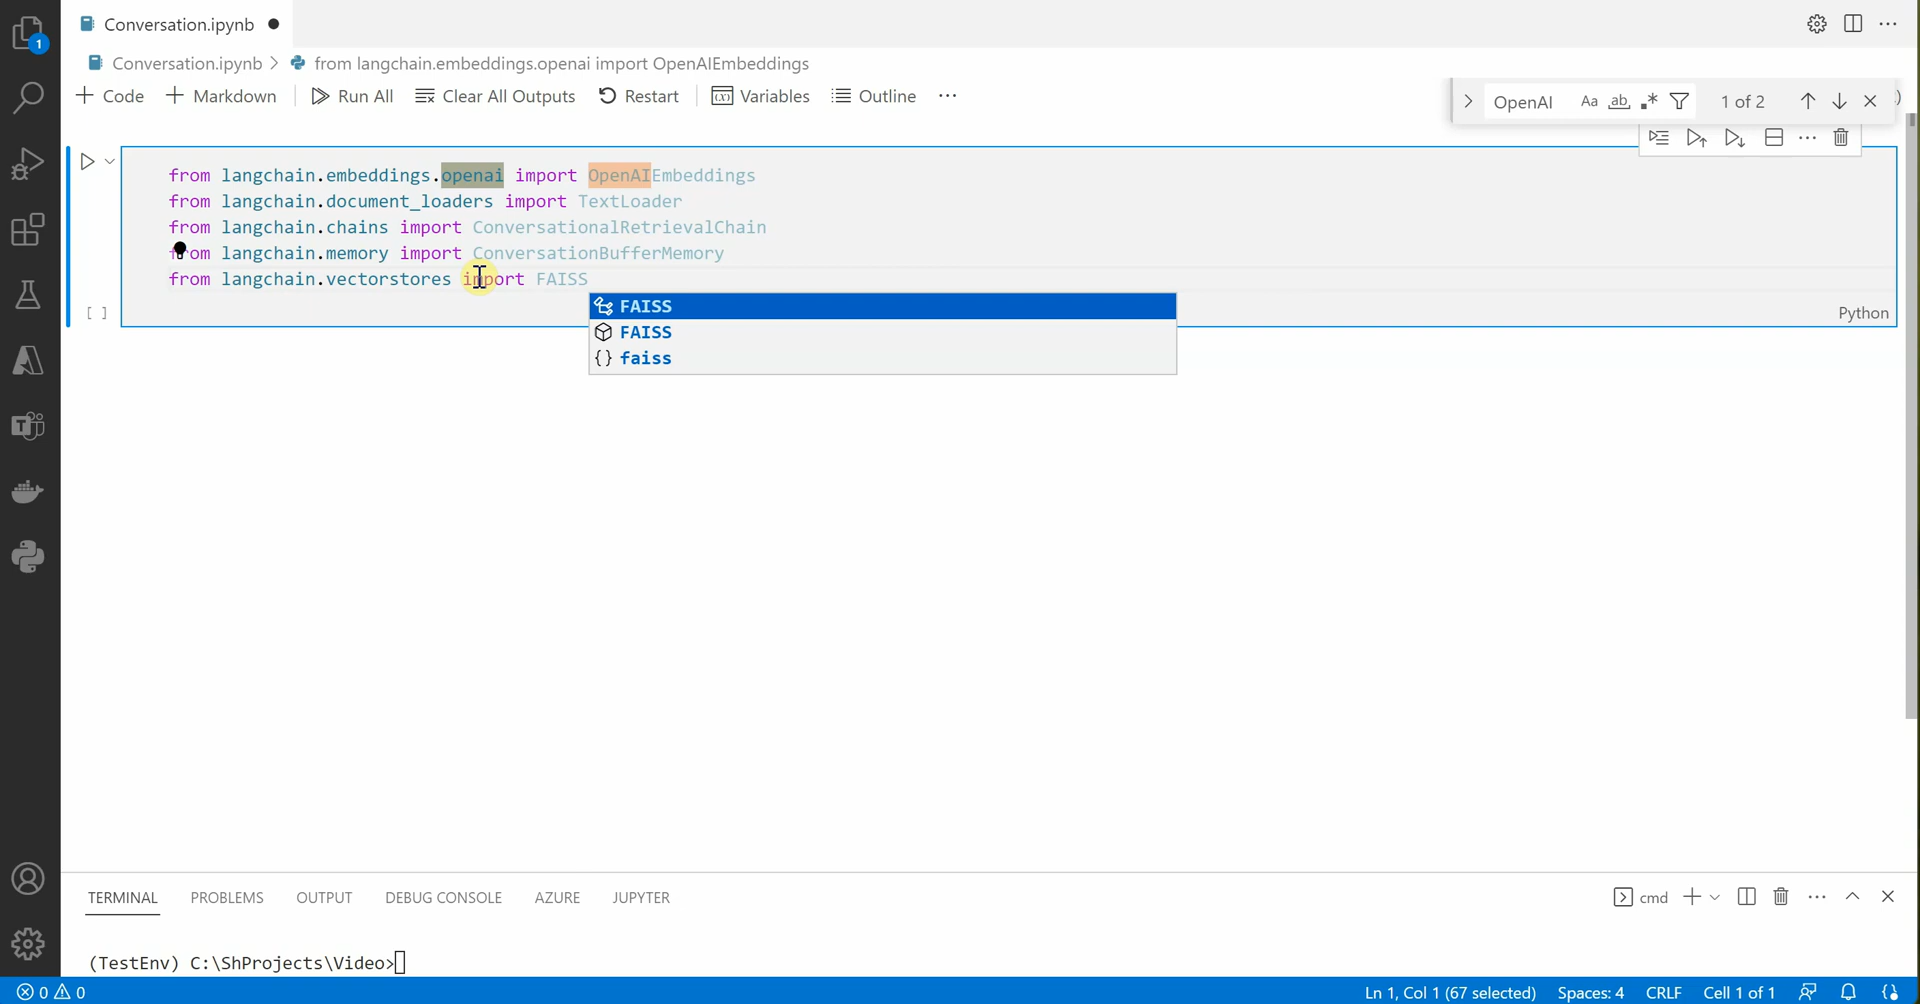 Conversation.ipynb
1
Conversation.ipynb > from langchain.embeddings.openai import OpenAIEmbeddings
+ Code + Markdown Run All Clear All Outputs Restart Variables Outline ...
OpenAI Aa ab 1 of 2
from langchain.embeddings.openai import OpenAIEmbeddings
from langchain.document_loaders import TextLoader
from langchain.chains import ConversationalRetrievalChain
from langchain.memory import ConversationBufferMemory
from langchain.vectorstores import FAISS
FAISS
[ ] Python
FAISS
{} faiss
TERMINAL PROBLEMS OUTPUT DEBUG CONSOLE AZURE JUPYTER cmd
(TestEnv) C:\ShProjects\Video>
0 0 Ln 1, Col 1 (67 selected) Spaces: 4 CRLF Cell 1 of 1